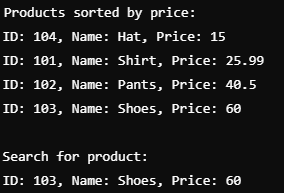 Products sorted by price:
ID: 104, Name: Hat, Price: 15
ID: 101, Name: Shirt, Price: 25.99
ID: 102, Name: Pants, Price: 40.5
ID: 103, Name: Shoes, Price: 60
Search for product:
ID: 103, Name: Shoes, Price: 60